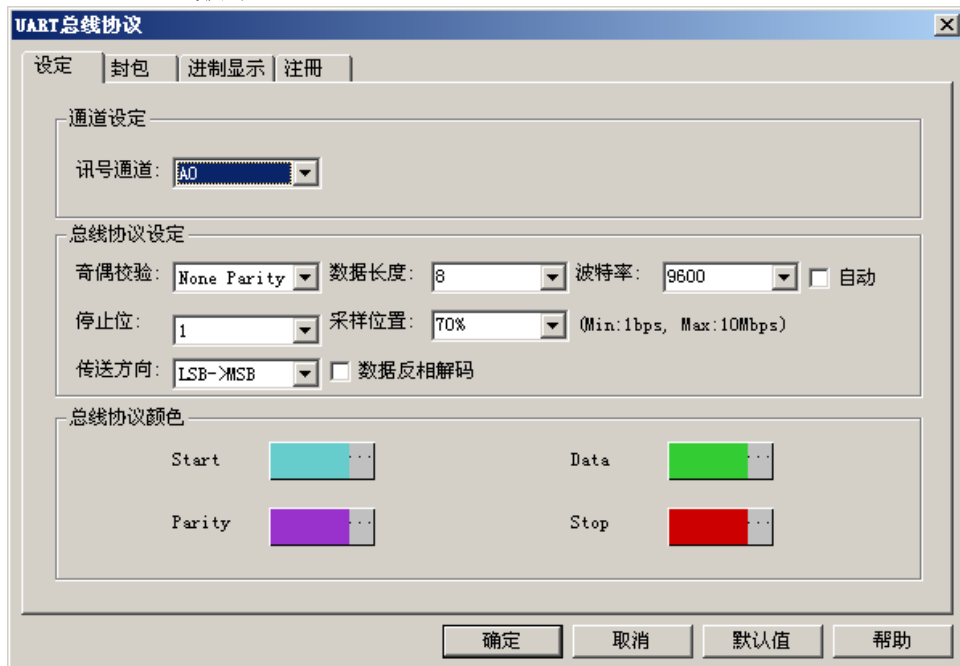 UART总线协议
设定 封包 进制显示 注册
通道设定
讯号通道: A0
总线协议设定
奇偶校验: None Parity 数据长度: 8 波特率: 9600 自动
停止位: 1 采样位置: 70% (Min:1bps, Max:10Mbps)
传送方向: LSB->MSB 数据反相解码
总线协议颜色
Start ... Data ...
Parity ... Stop ...
确定 取消 默认值 帮助